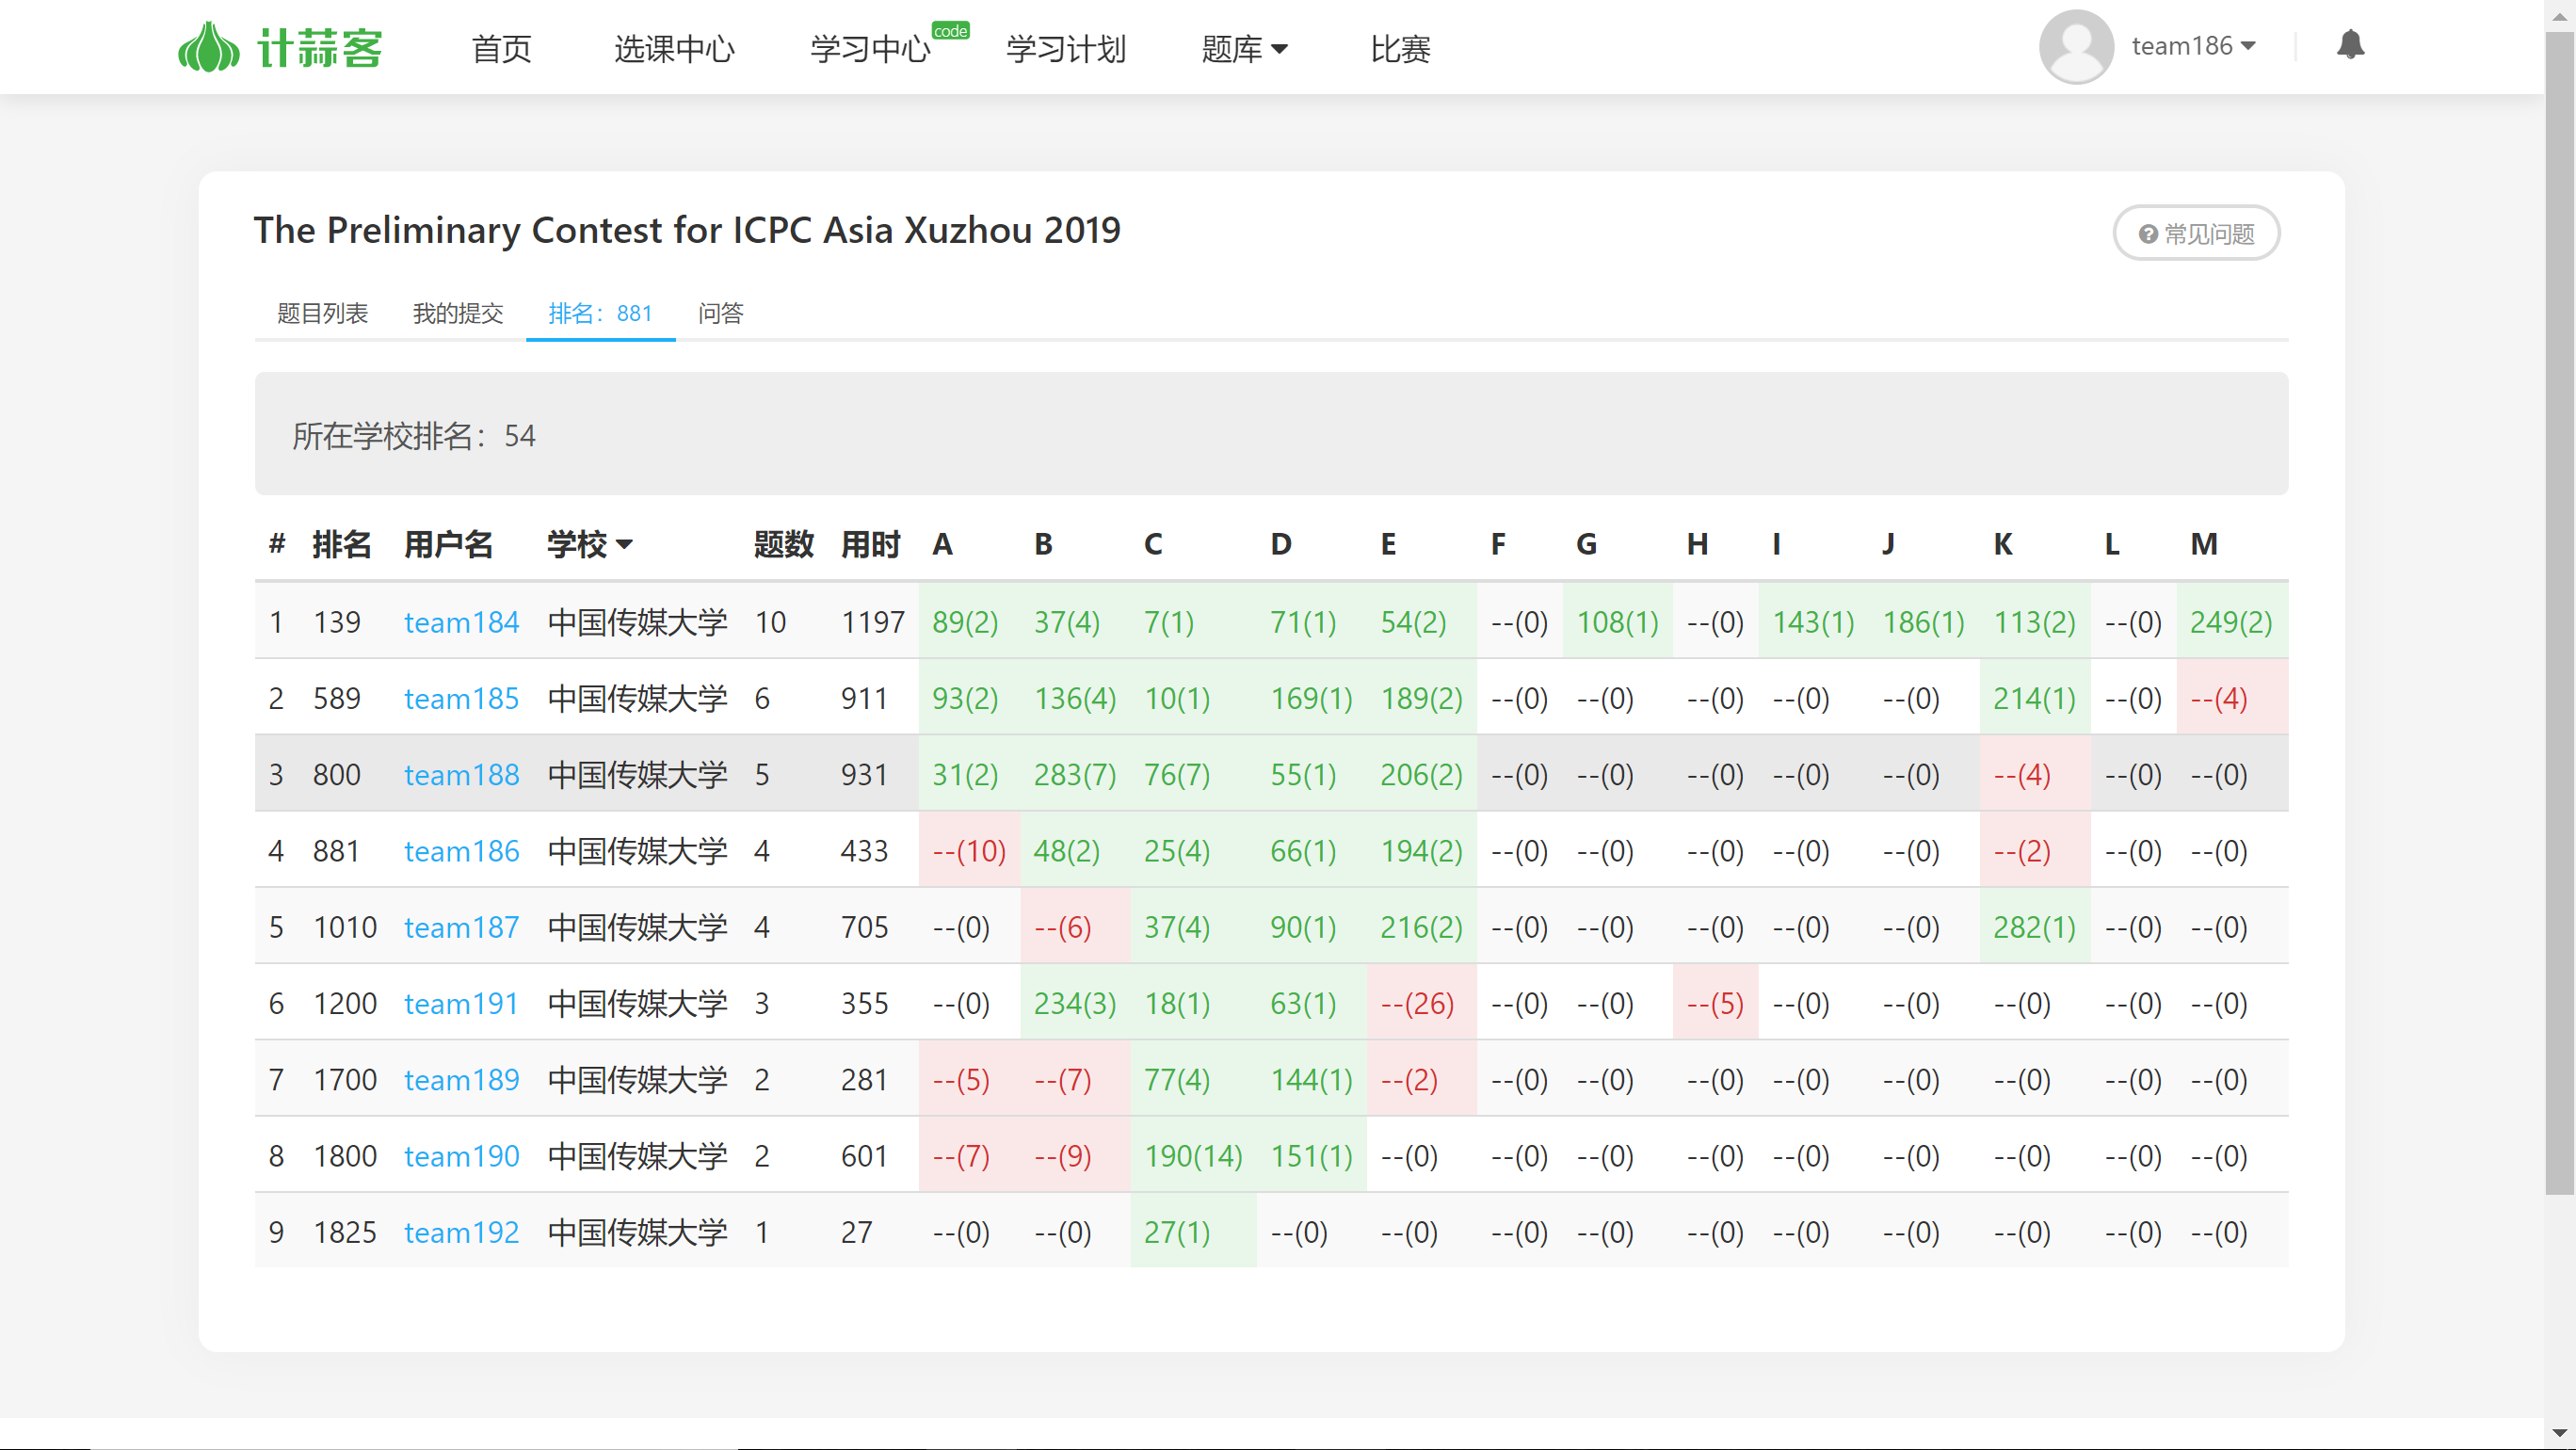 计蒜客 首页 选课中心 学习中心 code 学习计划 题库 比赛 team186
The Preliminary Contest for ICPC Asia Xuzhou 2019 常见问题
题目列表 我的提交 排名：881 问答
所在学校排名：54
# 排名 用户名 学校 题数 用时 A B C D E F G H I J K L M
1 139 team184 中国传媒大学 10 1197 89(2) 37(4) 7(1) 71(1) 54(2) --(0) 108(1) --(0) 143(1) 186(1) 113(2) --(0) 249(2)
2 589 team185 中国传媒大学 6 911 93(2) 136(4) 10(1) 169(1) 189(2) --(0) --(0) --(0) --(0) --(0) 214(1) --(0) --(4)
3 800 team188 中国传媒大学 5 931 31(2) 283(7) 76(7) 55(1) 206(2) --(0) --(0) --(0) --(0) --(0) --(4) --(0) --(0)
4 881 team186 中国传媒大学 4 433 --(10) 48(2) 25(4) 66(1) 194(2) --(0) --(0) --(0) --(0) --(0) --(2) --(0) --(0)
5 1010 team187 中国传媒大学 4 705 --(0) --(6) 37(4) 90(1) 216(2) --(0) --(0) --(0) --(0) --(0) 282(1) --(0) --(0)
6 1200 team191 中国传媒大学 3 355 --(0) 234(3) 18(1) 63(1) --(26) --(0) --(0) --(5) --(0) --(0) --(0) --(0) --(0)
7 1700 team189 中国传媒大学 2 281 --(5) --(7) 77(4) 144(1) --(2) --(0) --(0) --(0) --(0) --(0) --(0) --(0) --(0)
8 1800 team190 中国传媒大学 2 601 --(7) --(9) 190(14) 151(1) --(0) --(0) --(0) --(0) --(0) --(0) --(0) --(0) --(0)
9 1825 team192 中国传媒大学 1 27 --(0) --(0) 27(1) --(0) --(0) --(0) --(0) --(0) --(0) --(0) --(0) --(0) --(0)